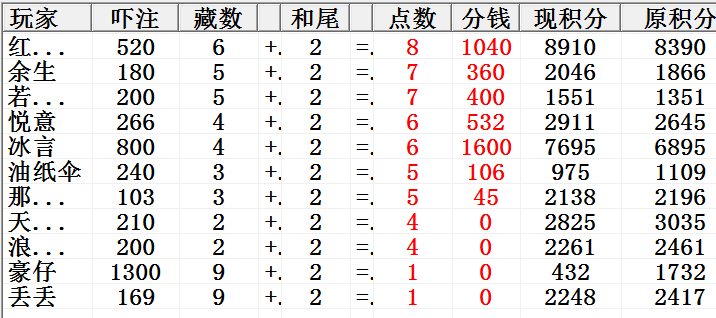 玩家 吓注 藏数 和尾 点数 分钱 现积分 原积分
红... 520 6 +. 2 =. 8 1040 8910 8390
余生 180 5 +. 2 =. 7 360 2046 1866
若... 200 5 +. 2 =. 7 400 1551 1351
悦意 266 4 +. 2 =. 6 532 2911 2645
冰言 800 4 +. 2 =. 6 1600 7695 6895
油纸伞 240 3 +. 2 =. 5 106 975 1109
那... 103 3 +. 2 =. 5 45 2138 2196
天... 210 2 +. 2 =. 4 0 2825 3035
浪... 200 2 +. 2 =. 4 0 2261 2461
豪仔 1300 9 +. 2 =. 1 0 432 1732
丢丢 169 9 +. 2 =. 1 0 2248 2417